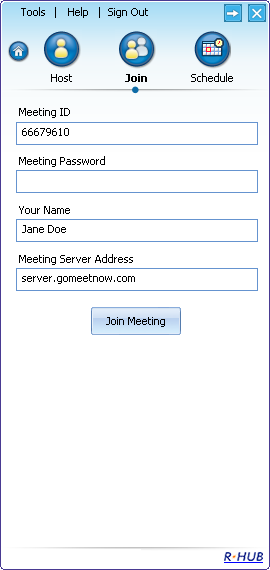 Tools | Help | Sign Out
Host Join Schedule
Meeting ID
66679610
Meeting Password
Your Name
Jane Doe
Meeting Server Address
server.gomeetnow.com
Join Meeting
R·HUB